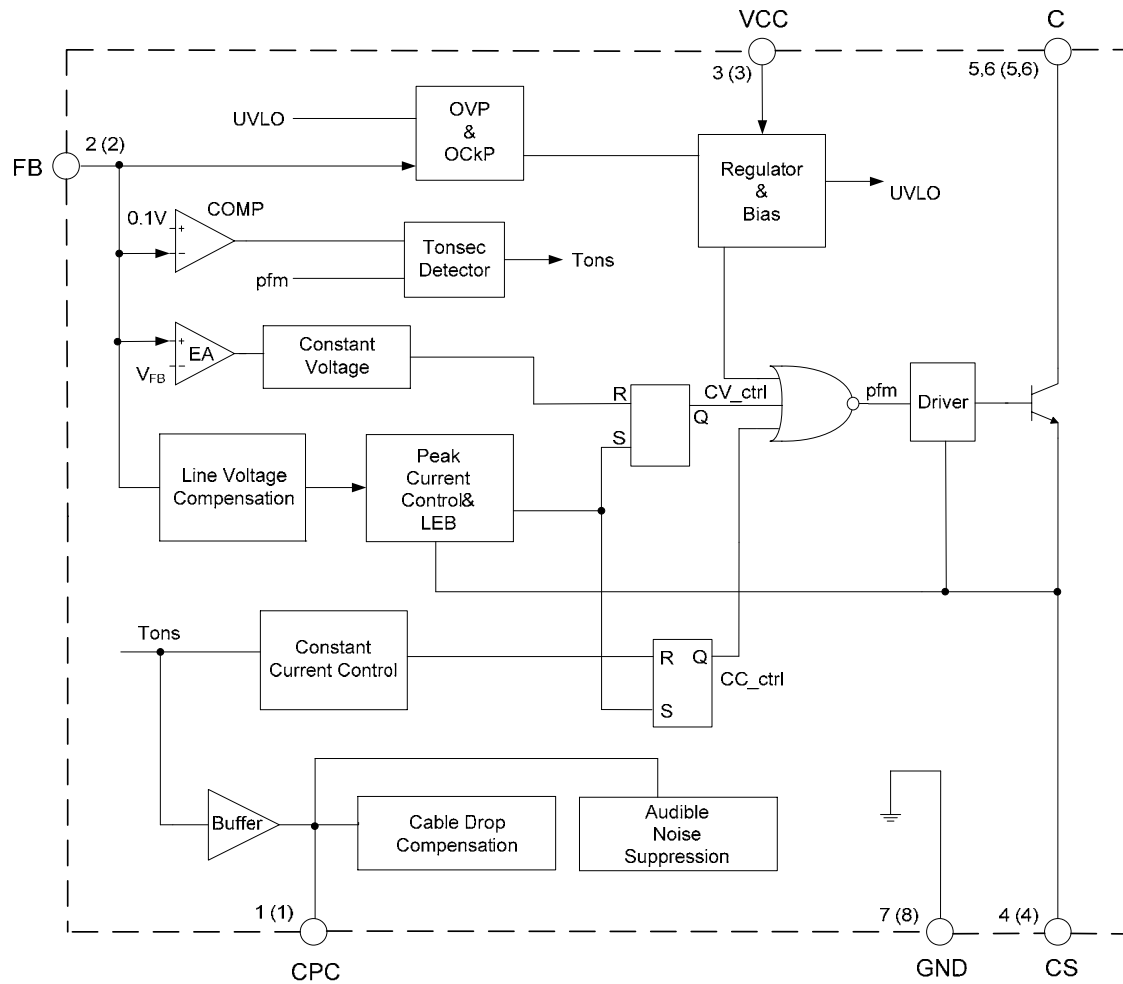 VCC
C
3 (3)
5,6 (5,6)
OVP
&
OCkP
UVLO
2 (2)
FB
Regulator
&
Bias
UVLO
0.1V
COMP
+
−
Tonsec
Detector
Tons
pfm
+
EA
−
VFB
Constant
Voltage
R
S
Q
CV_ctrl
pfm
Driver
Line Voltage
Compensation
Peak
Current
Control&
LEB
Tons
Constant
Current Control
R
Q
S
CC_ctrl
Buffer
Cable Drop
Compensation
Audible
Noise
Suppression
1 (1)
7 (8)
4 (4)
CPC
GND
CS